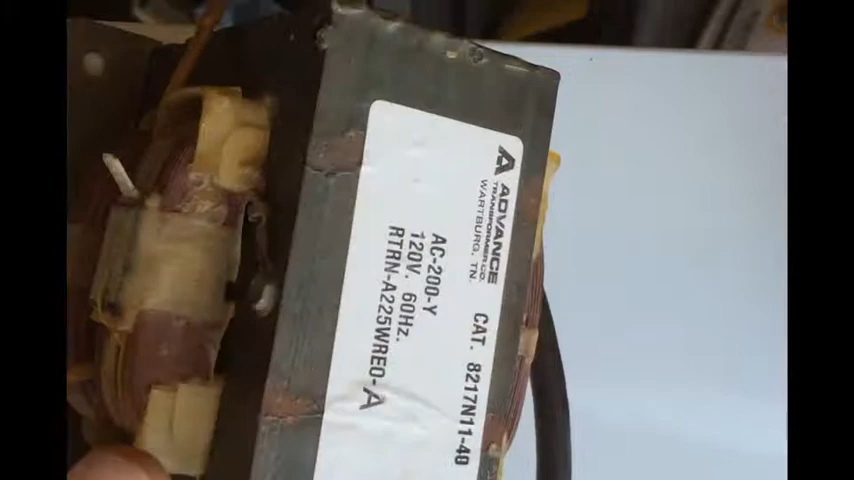 ADVANCE
TRANSFORMER CO.
WARTBURG, TN.
CAT. 8217N11-40
AC-200-Y
120V. 60Hz.
RTRN-A225WRE0-A